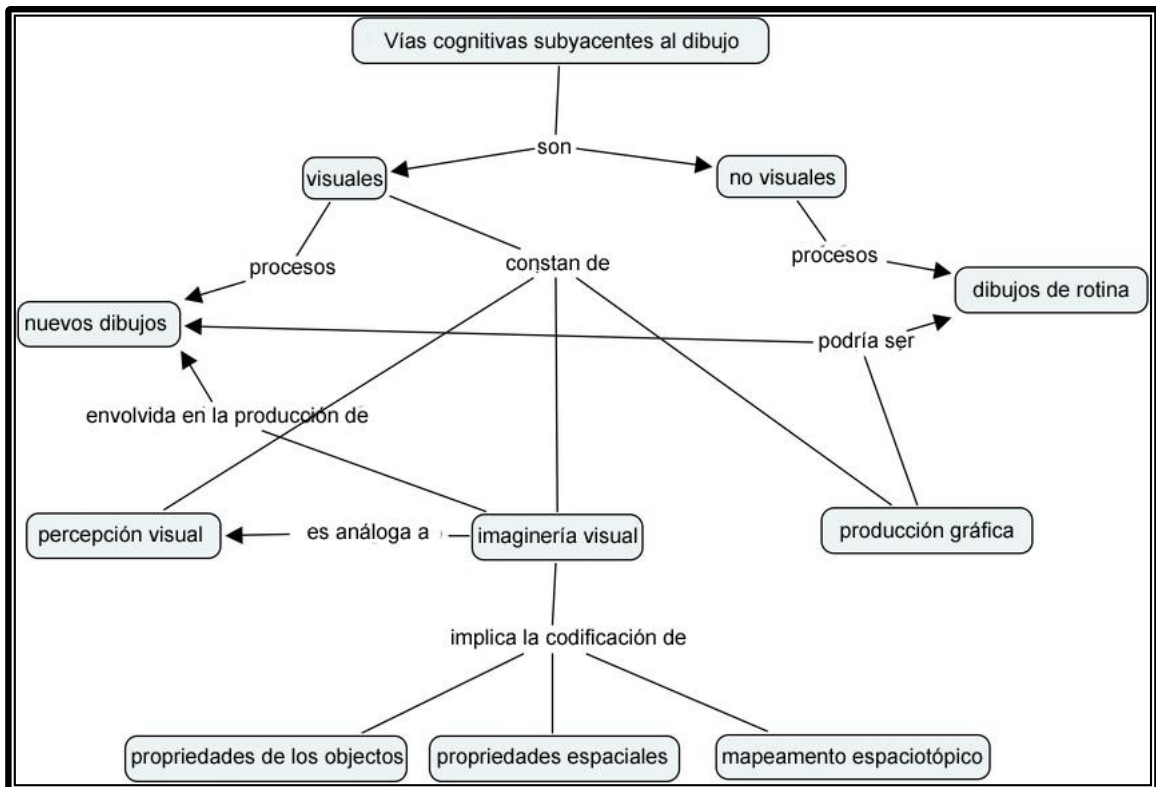 Vías cognitivas subyacentes al dibujo
son
visuales
no visuales
procesos
constan de
procesos
nuevos dibujos
dibujos de rotina
podría ser
envolvida en la producción de
percepción visual
es análoga a
imaginería visual
producción gráfica
implica la codificación de
propriedades de los objectos
propriedades espaciales
mapeamento espaciotópico